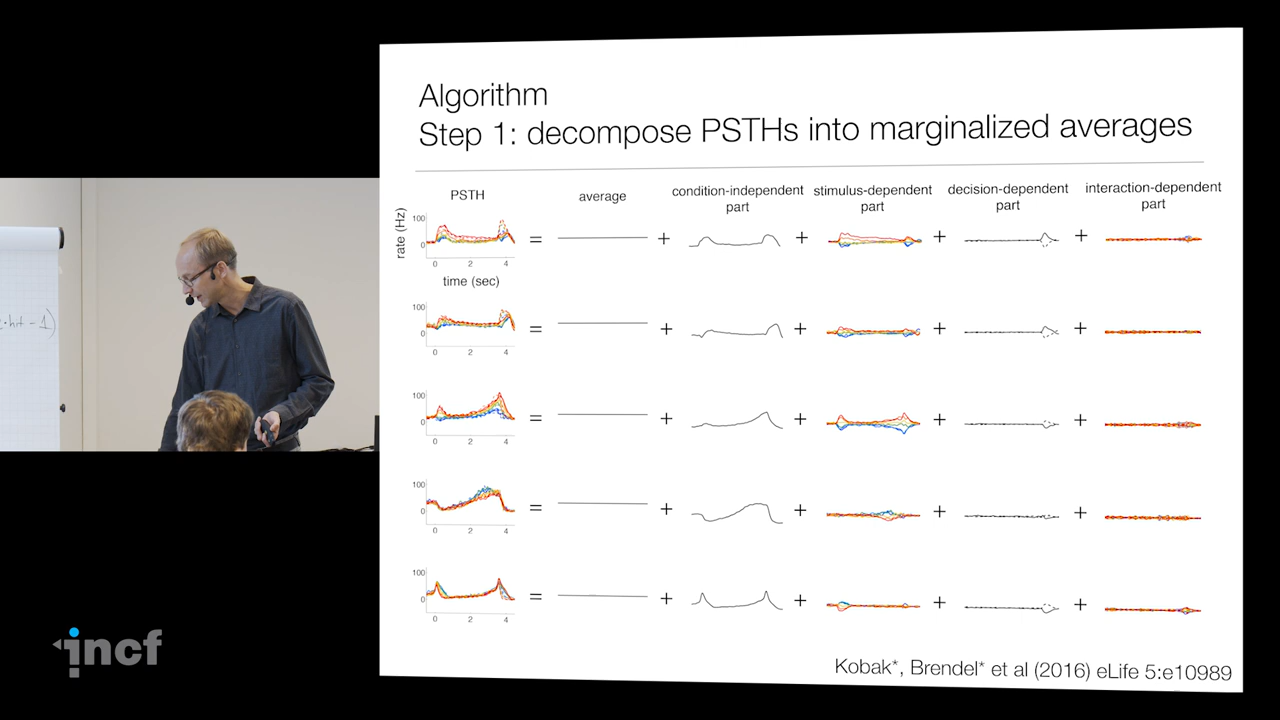 Algorithm
Step 1: decompose PSTHs into marginalized averages
PSTH
average
condition-independent
part
stimulus-dependent
part
decision-dependent
part
interaction-dependent
part
rate (Hz)
100
0
=
+
+
+
+
0 2 4
time (sec)
100
0
=
+
+
+
+
0 2 4
100
0
=
+
+
+
+
0 2 4
100
0
=
+
+
+
+
0 2 4
100
0
=
+
+
+
+
0 2 4
Kobak*, Brendel* et al (2016) eLife 5:e10989
incf